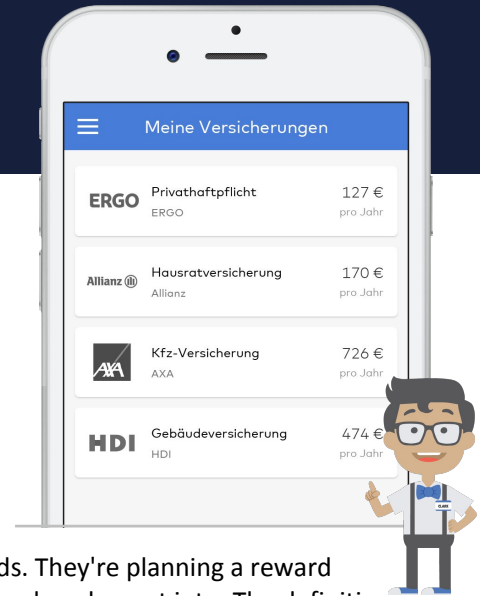 Meine Versicherungen
ERGO
Privathaftpflicht
ERGO
127 €
pro Jahr
Allianz
Hausratversicherung
Allianz
170 €
pro Jahr
AXA
Kfz-Versicherung
AXA
726 €
pro Jahr
HDI
Gebäudeversicherung
HDI
474 €
pro Jahr
CLARK
They're planning a reward
The